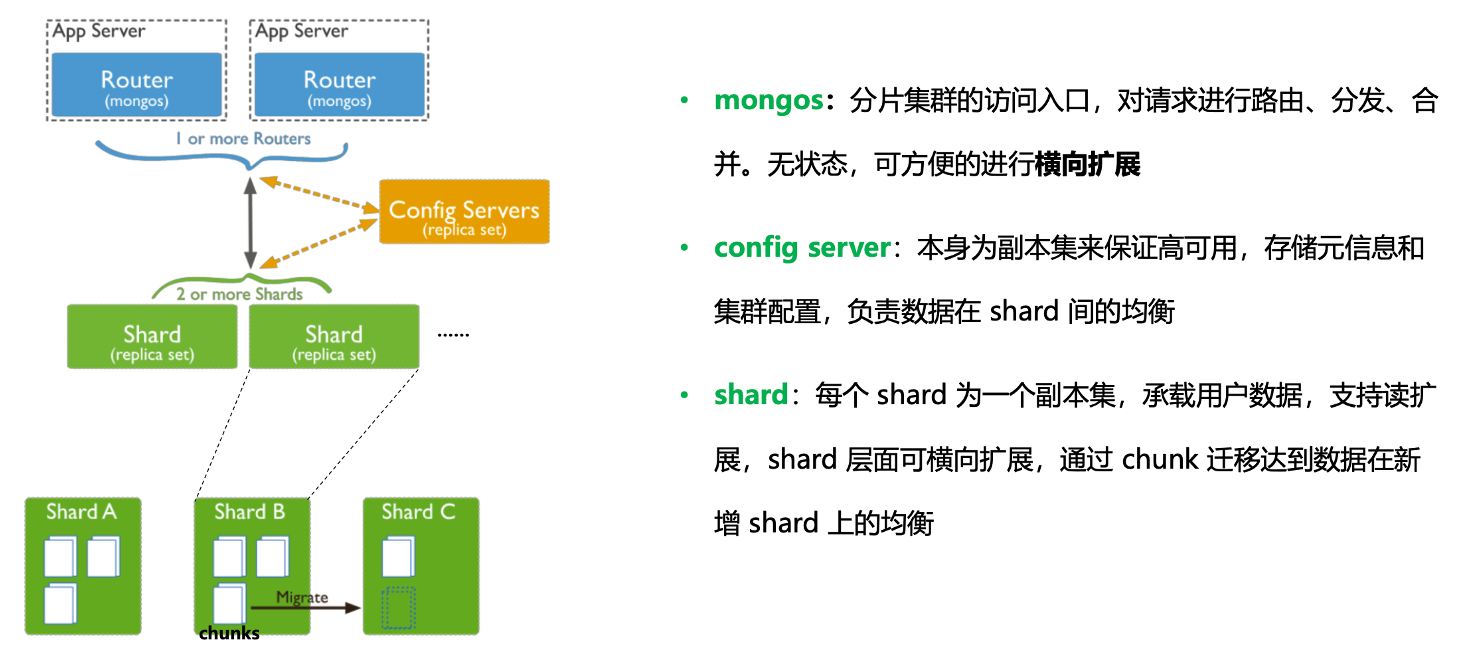 App Server
App Server
Router
(mongos)
Router
(mongos)
1 or more Routers
Config Servers
(replica set)
2 or more Shards
Shard
(replica set)
Shard
(replica set)
······
Shard A
Shard B
Shard C
Migrate
chunks
• mongos：分片集群的访问入口，对请求进行路由、分发、合
并。无状态，可方便的进行横向扩展
• config server：本身为副本集来保证高可用，存储元信息和
集群配置，负责数据在 shard 间的均衡
• shard：每个 shard 为一个副本集，承载用户数据，支持读扩
展，shard 层面可横向扩展，通过 chunk 迁移达到数据在新
增 shard 上的均衡